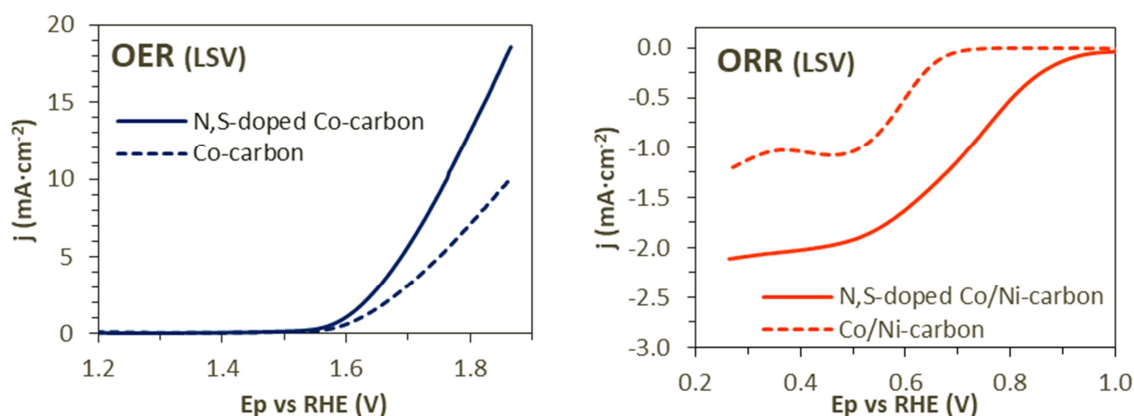 OER (LSV)
N,S-doped Co-carbon
Co-carbon
j (mA·cm-2)
20
15
10
5
0
1.2
1.4
1.6
1.8
Ep vs RHE (V)
ORR (LSV)
N,S-doped Co/Ni-carbon
Co/Ni-carbon
j (mA·cm-2)
0.0
-0.5
-1.0
-1.5
-2.0
-2.5
-3.0
0.2
0.4
0.6
0.8
1.0
Ep vs RHE (V)